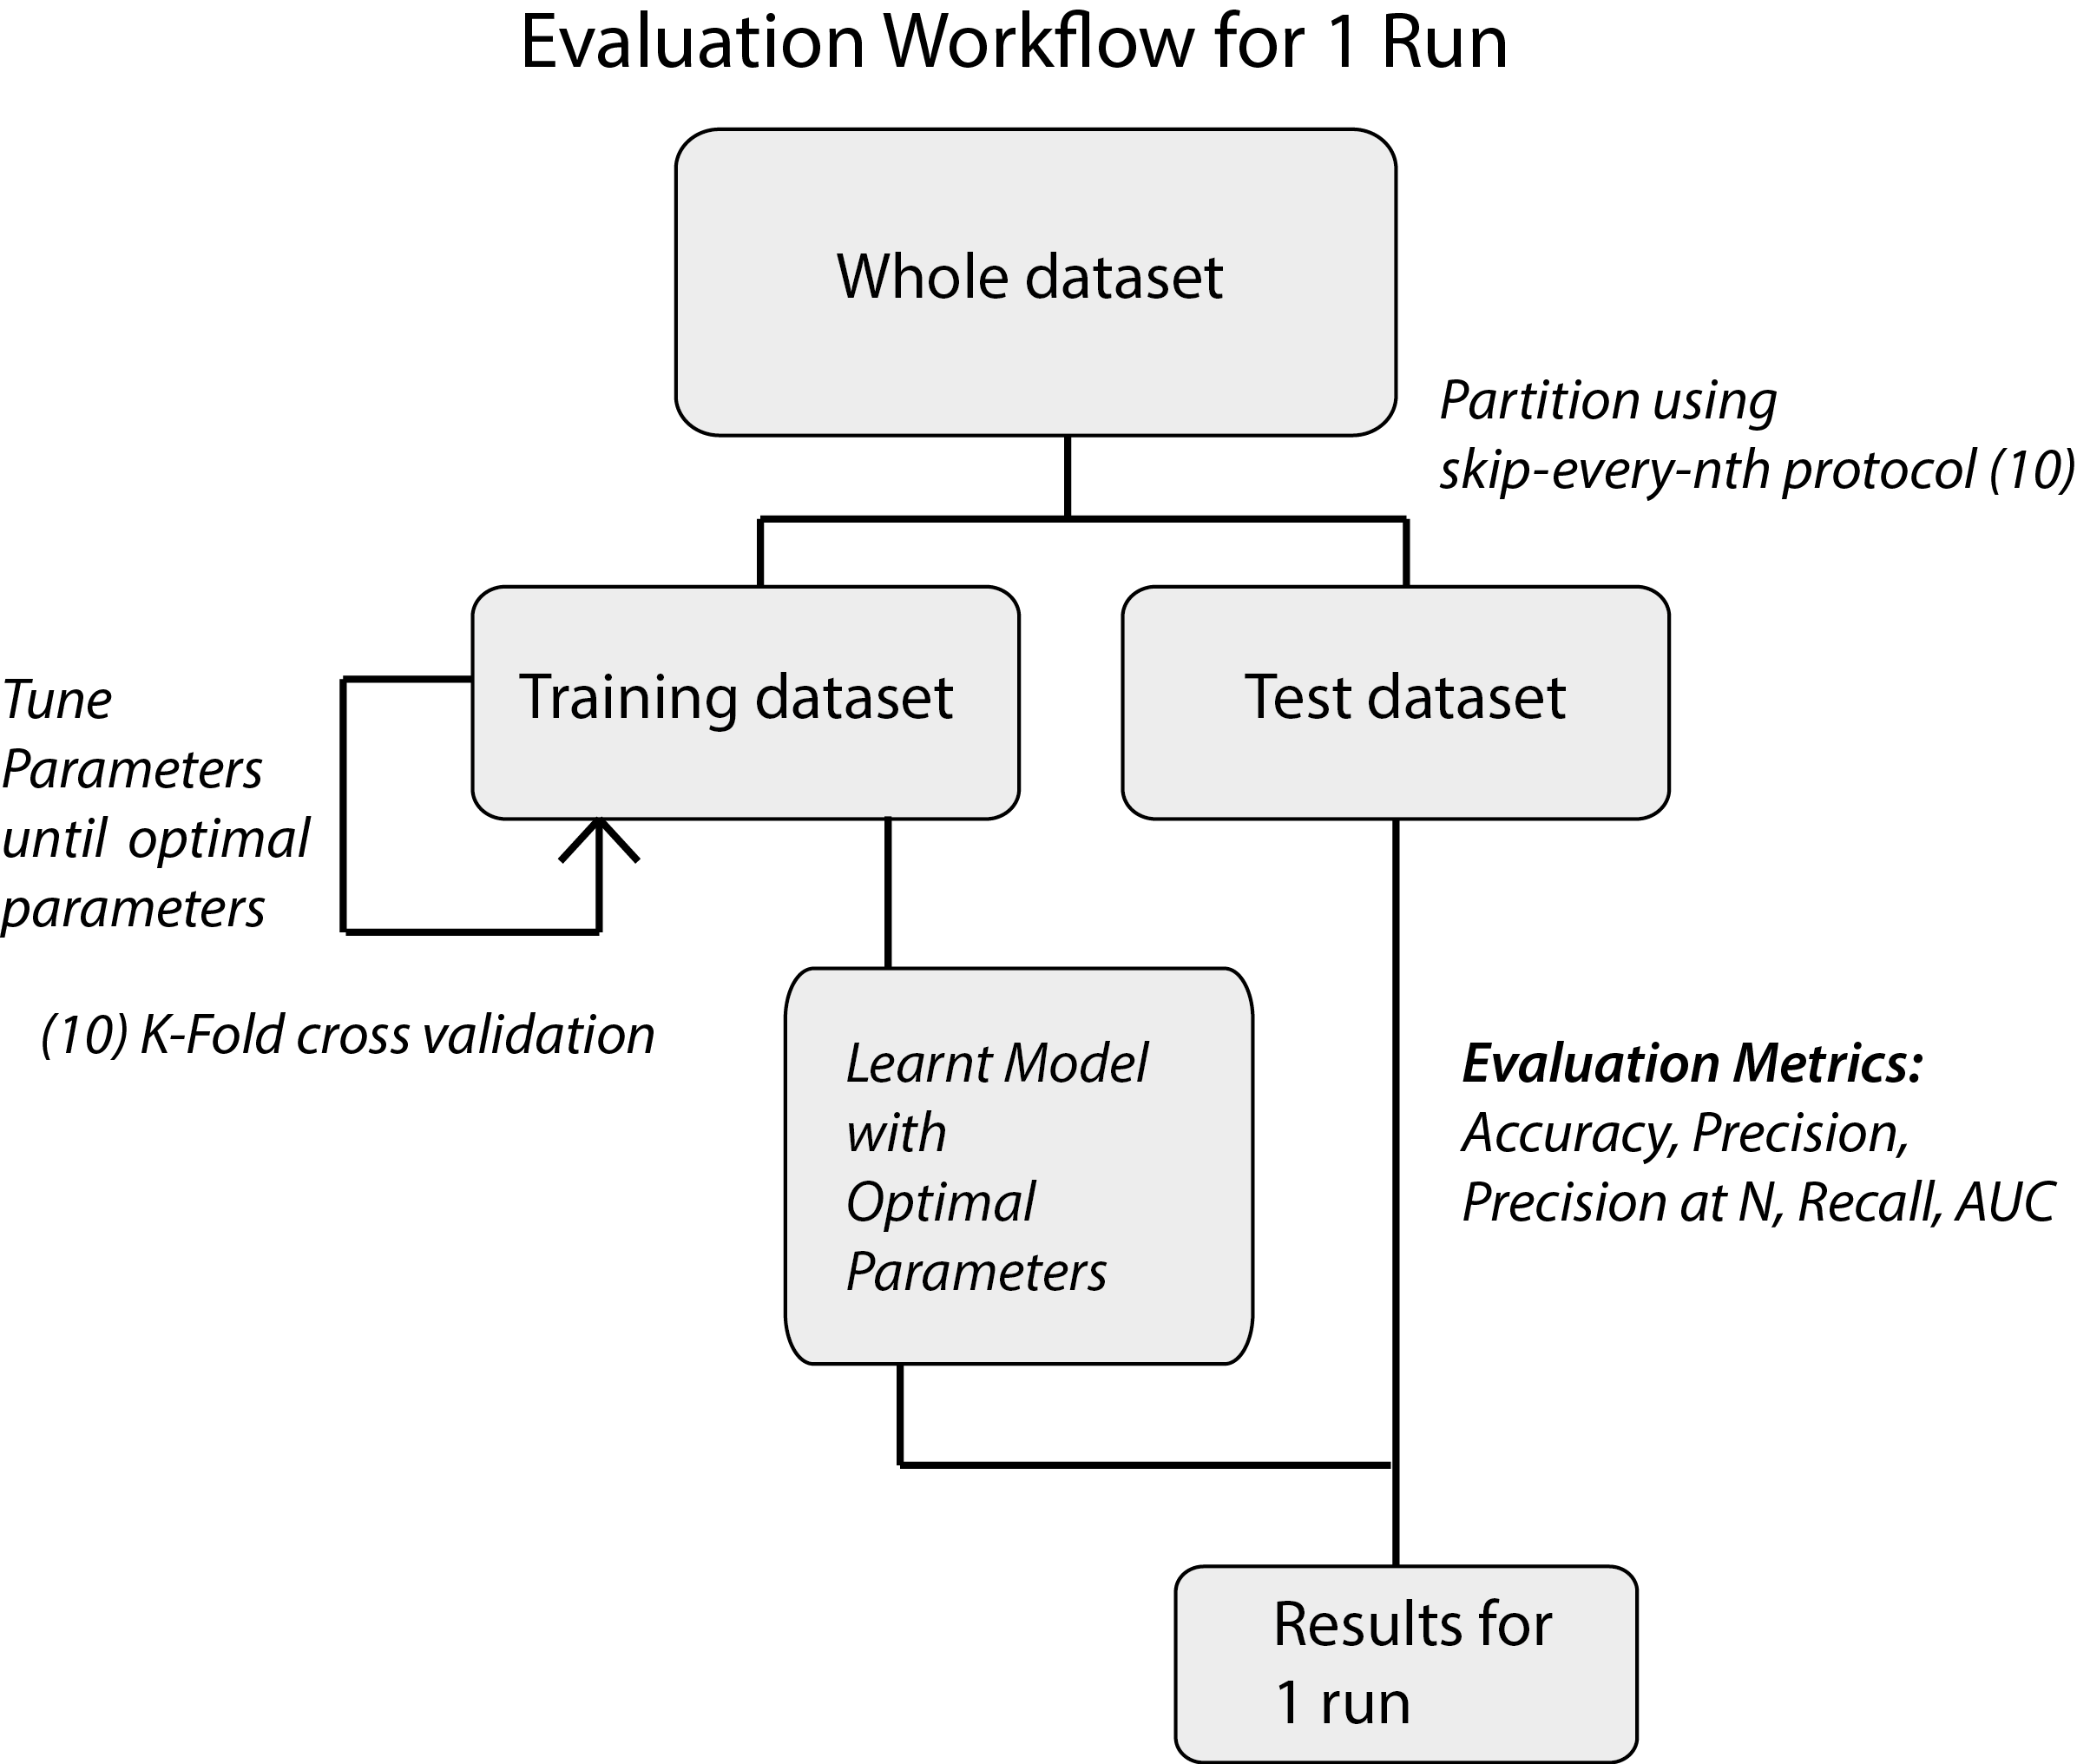 Evaluation Workflow for 1 Run
Whole dataset
Partition using
skip-every-nth protocol (10)
Training dataset
Test dataset
Tune
Parameters
until optimal
parameters
(10) K-Fold cross validation
Learnt Model
with
Optimal
Parameters
Evaluation Metrics:
Accuracy, Precision,
Precision at N, Recall, AUC
Results for
1 run